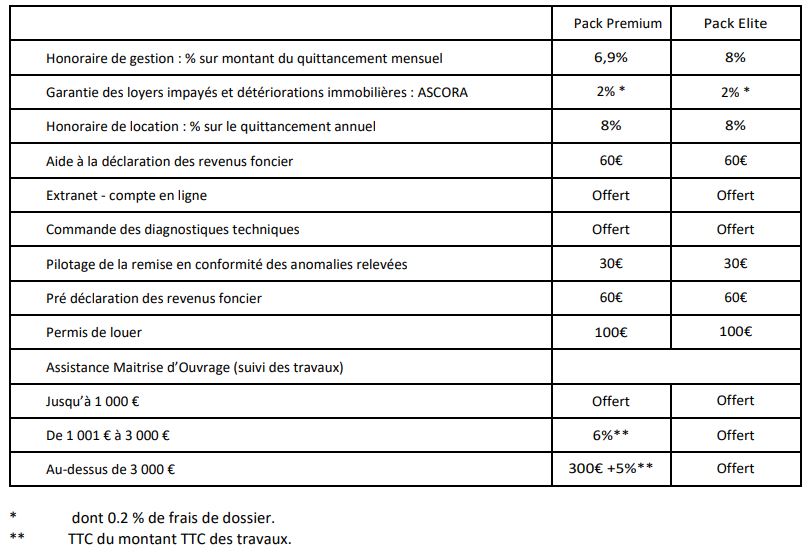 Pack Premium Pack Elite
Honoraire de gestion : % sur montant du quittancement mensuel 6,9% 8%
Garantie des loyers impayés et détériorations immobilières : ASCORA 2% * 2% *
Honoraire de location : % sur le quittancement annuel 8% 8%
Aide à la déclaration des revenus foncier 60€ 60€
Extranet - compte en ligne Offert Offert
Commande des diagnostiques techniques Offert Offert
Pilotage de la remise en conformité des anomalies relevées 30€ 30€
Pré déclaration des revenus foncier 60€ 60€
Permis de louer 100€ 100€
Assistance Maitrise d’Ouvrage (suivi des travaux)
Jusqu’à 1 000 € Offert Offert
De 1 001 € à 3 000 € 6%** Offert
Au-dessus de 3 000 € 300€ +5%** Offert
* dont 0.2 % de frais de dossier.
** TTC du montant TTC des travaux.